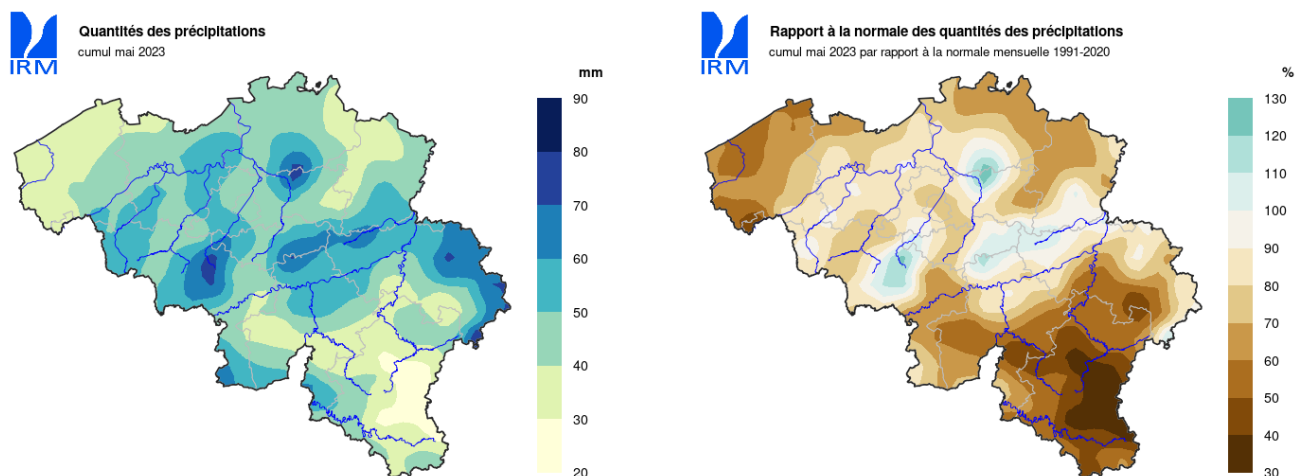 Quantités des précipitations
cumul mai 2023
IRM
mm
90
80
70
60
50
40
30
20
Rapport à la normale des quantités des précipitations
cumul mai 2023 par rapport à la normale mensuelle 1991-2020
IRM
%
130
120
110
100
90
80
70
60
50
40
30